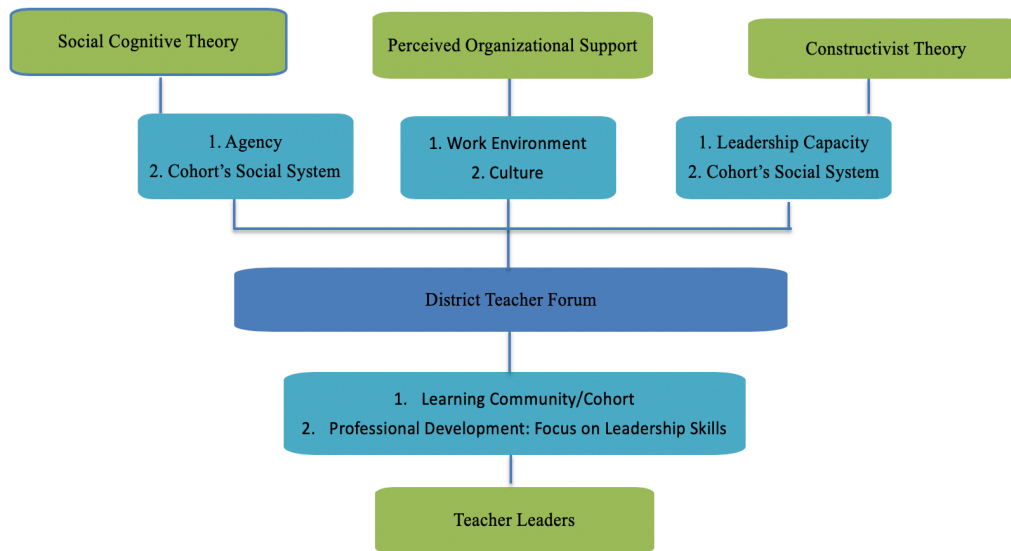 Social Cognitive Theory
Perceived Organizational Support
Constructivist Theory
1. Agency
2. Cohort's Social System
1. Work Environment
2. Culture
1. Leadership Capacity
2. Cohort's Social System
District Teacher Forum
1. Learning Community/Cohort
2. Professional Development: Focus on Leadership Skills
Teacher Leaders